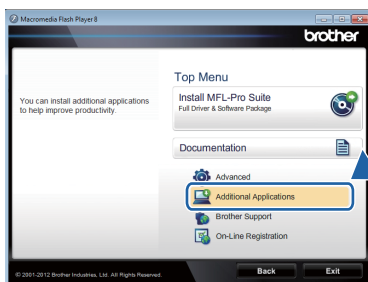 Macromedia Flash Player 8
brother
You can install additional applications
to help improve productivity.
Top Menu
Install MFL-Pro Suite
Full Driver & Software Package
Documentation
Advanced
Additional Applications
Brother Support
On-Line Registration
© 2001-2012 Brother Industries, Ltd. All Rights Reserved.
Back
Exit